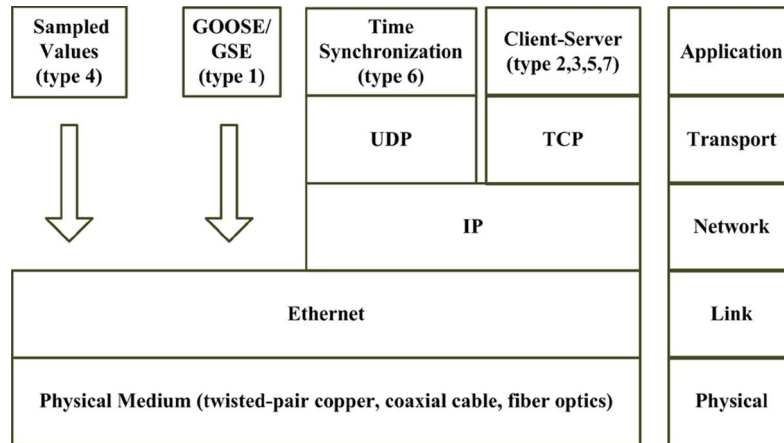 Sampled
Values
(type 4)
GOOSE/
GSE
(type 1)
Time
Synchronization
(type 6)
Client-Server
(type 2,3,5,7)
Application
UDP
TCP
Transport
IP
Network
Ethernet
Link
Physical Medium (twisted-pair copper, coaxial cable, fiber optics)
Physical